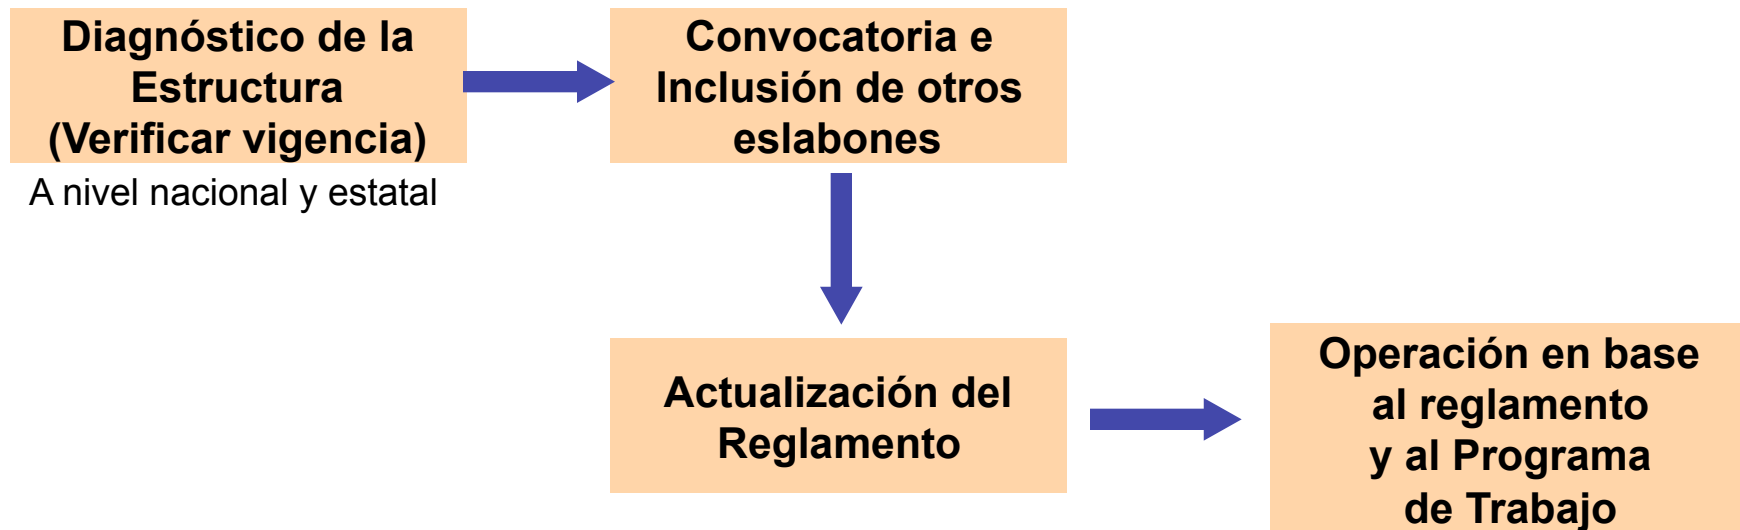 Diagnóstico de la
Estructura
(Verificar vigencia)
A nivel nacional y estatal
Convocatoria e
Inclusión de otros
eslabones
Actualización del
Reglamento
Operación en base
al reglamento
y al Programa
de Trabajo